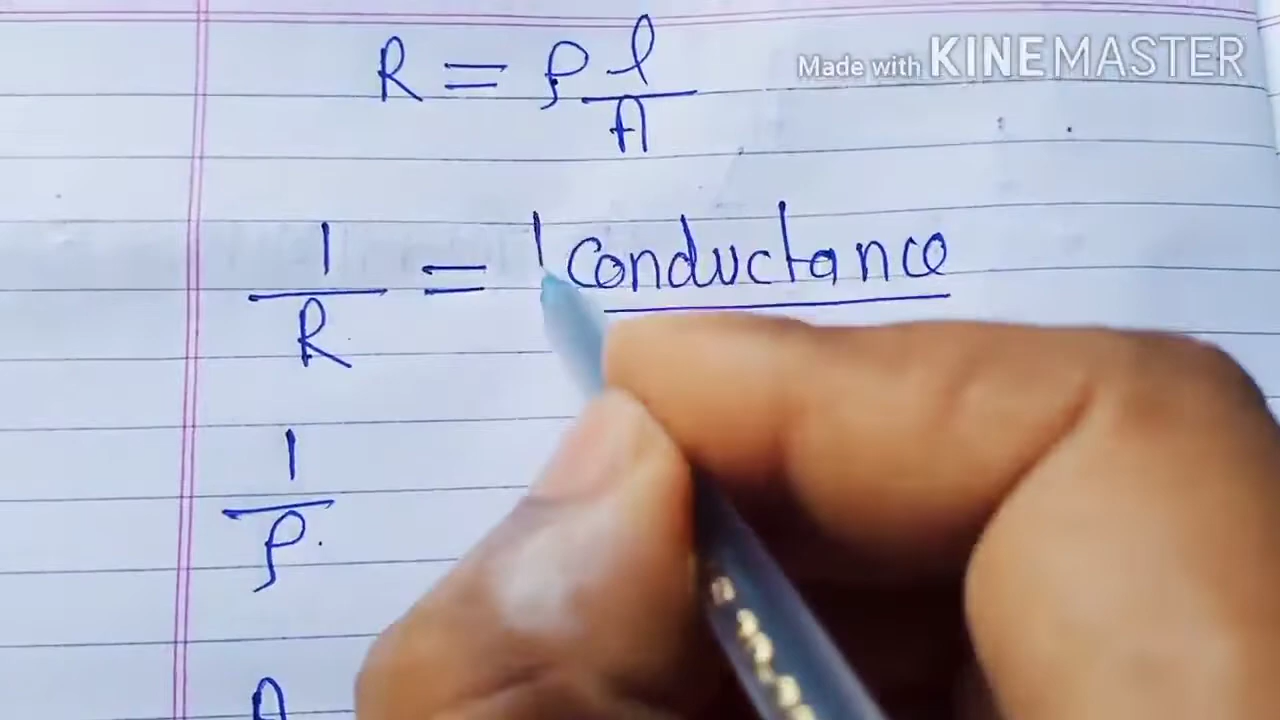 Made with KINEMASTER
R = ρ l/A
1/R = 1 Conductance
1/ρ
A